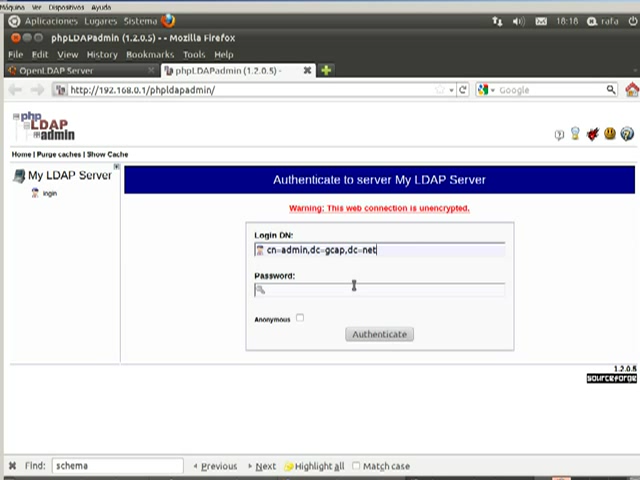 Máquina Ver Dispositivos Ayuda
Aplicaciones Lugares Sistema 18:18 rafa
phpLDAPadmin (1.2.0.5) - - Mozilla Firefox
File Edit View History Bookmarks Tools Help
OpenLDAP Server phpLDAPadmin (1.2.0.5) -
http://192.168.0.1/phpldapadmin/ Google
php
LDAP
admin
Home | Purge caches | Show Cache
My LDAP Server
login
Authenticate to server My LDAP Server
Warning: This web connection is unencrypted.
Login DN:
cn=admin,dc=gcap,dc=net
Password:
Anonymous
Authenticate
1.2.0.5
sourceforge
Find: schema Previous Next Highlight all Match case